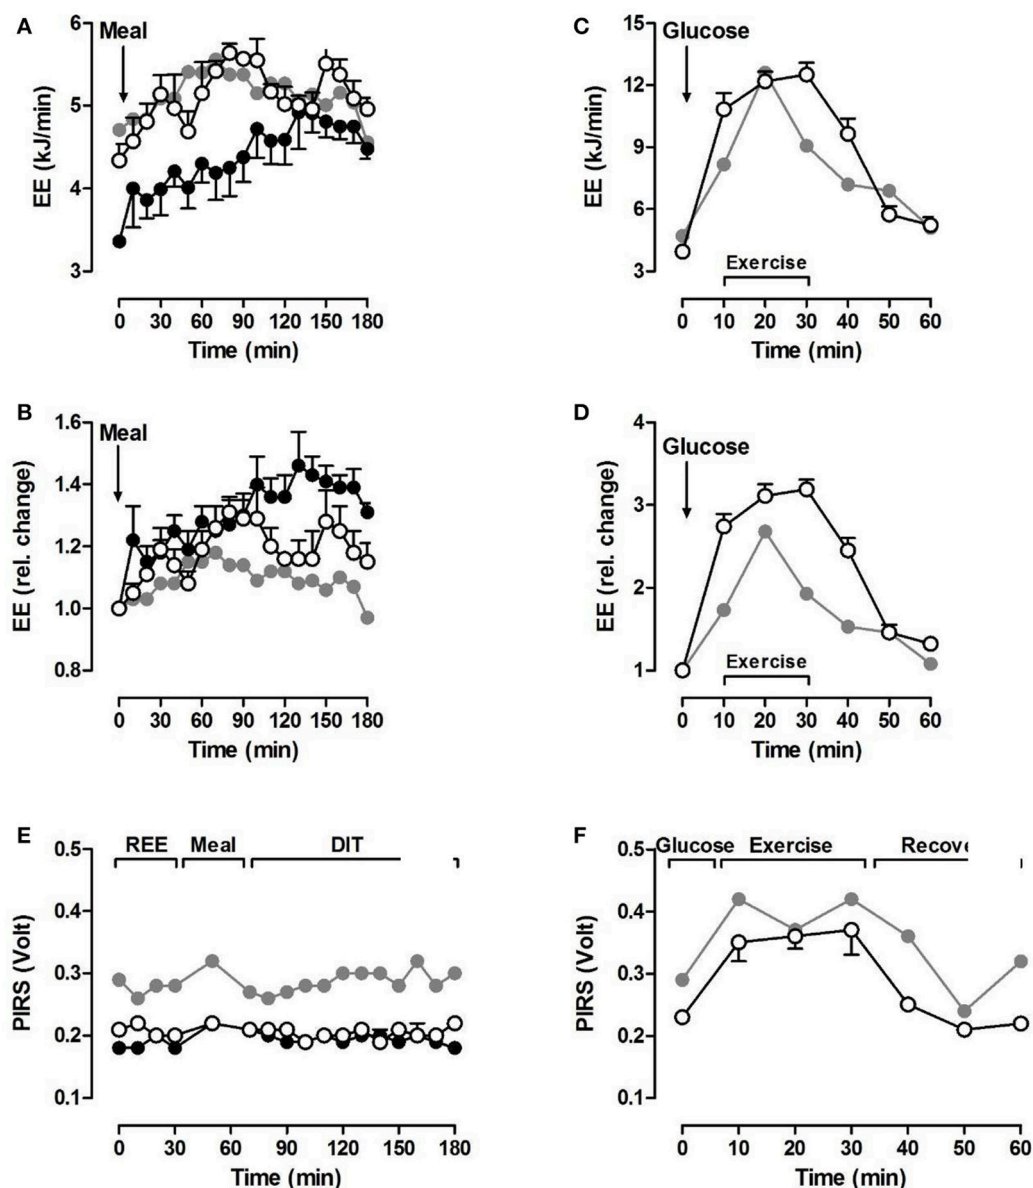 A
Meal
EE (kJ/min)
6
5
4
3
0 30 60 90 120 150 180
Time (min)
C
Glucose
EE (kJ/min)
15
12
9
6
3
Exercise
0 10 20 30 40 50 60
Time (min)
B
Meal
EE (rel. change)
1.6
1.4
1.2
1.0
0.8
0 30 60 90 120 150 180
Time (min)
D
Glucose
EE (rel. change)
4
3
2
1
Exercise
0 10 20 30 40 50 60
Time (min)
E
REE Meal DIT
PIRS (Volt)
0.5
0.4
0.3
0.2
0.1
0 30 60 90 120 150 180
Time (min)
F
Glucose Exercise Recove
PIRS (Volt)
0.5
0.4
0.3
0.2
0.1
0 10 20 30 40 50 60
Time (min)